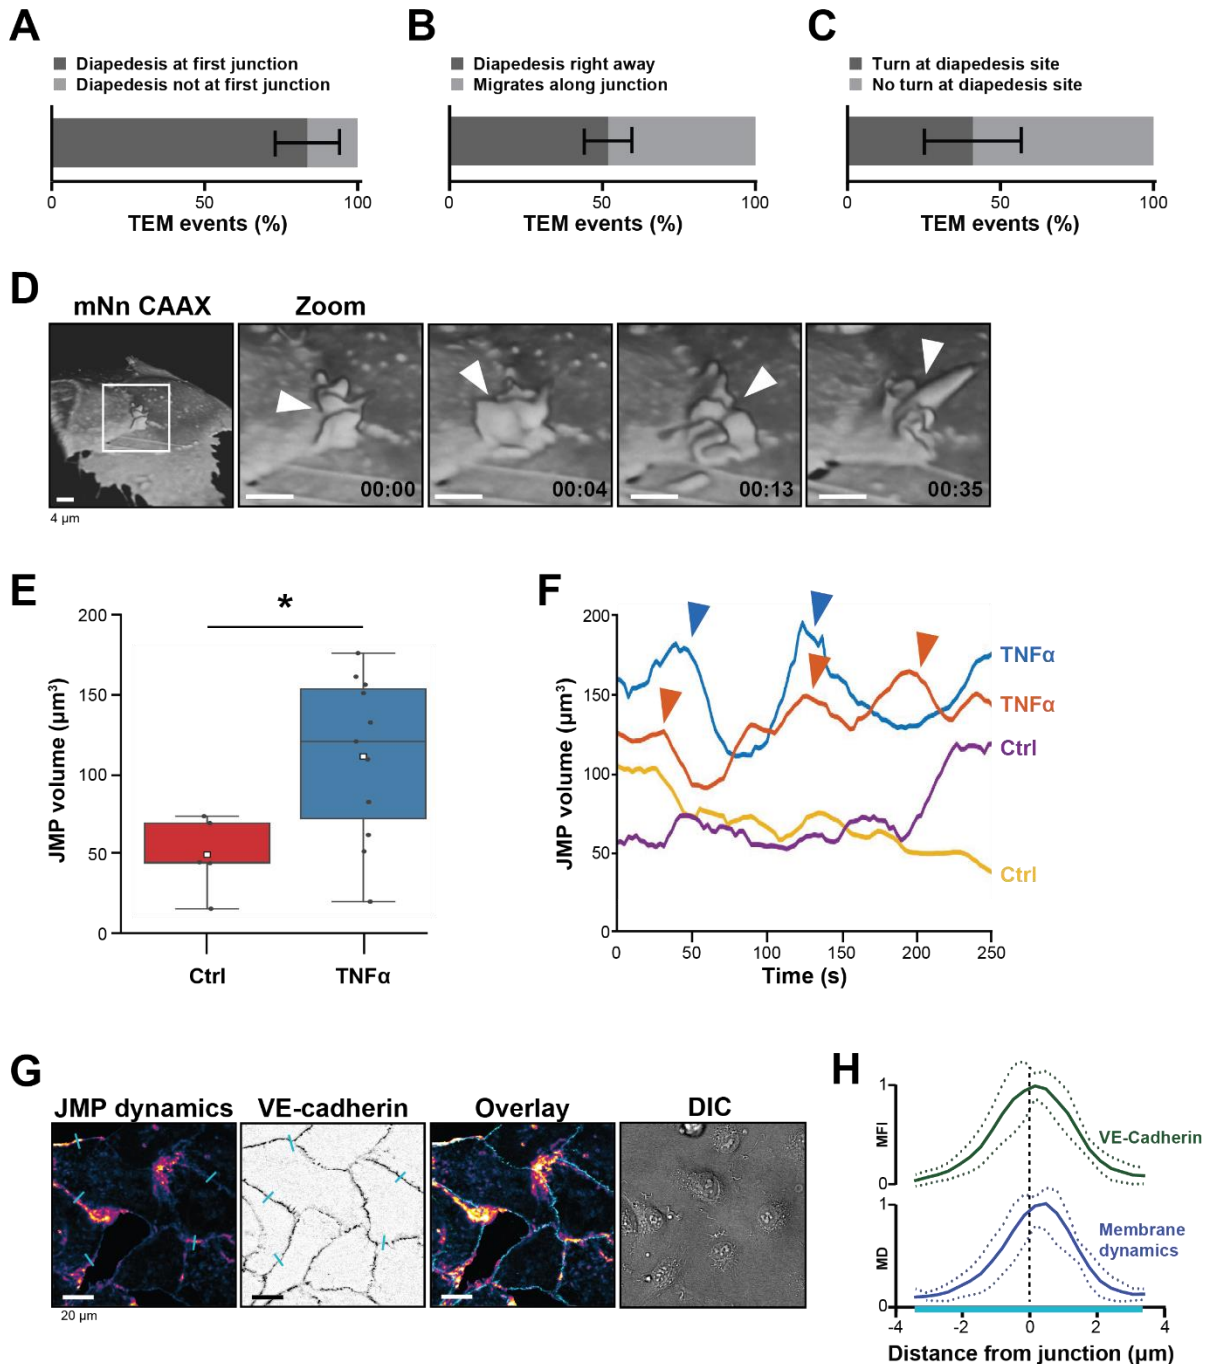 A
Diapedesis at first junction
Diapedesis not at first junction
0 50 100
TEM events (%)
B
Diapedesis right away
Migrates along junction
0 50 100
TEM events (%)
C
Turn at diapedesis site
No turn at diapedesis site
0 50 100
TEM events (%)
D
mNn CAAX Zoom
00:00 00:04 00:13 00:35
4 µm
E
*
JMP volume (µm³)
200
150
100
50
0
Ctrl TNFα
F
JMP volume (µm³)
200
150
100
50
0
TNFα
TNFα
Ctrl
Ctrl
0 50 100 150 200 250
Time (s)
G
JMP dynamics VE-cadherin Overlay DIC
20 µm
H
1
MFI
0
VE-Cadherin
1
MD
0
Membrane
dynamics
-4 -2 0 2 4
Distance from junction (µm)